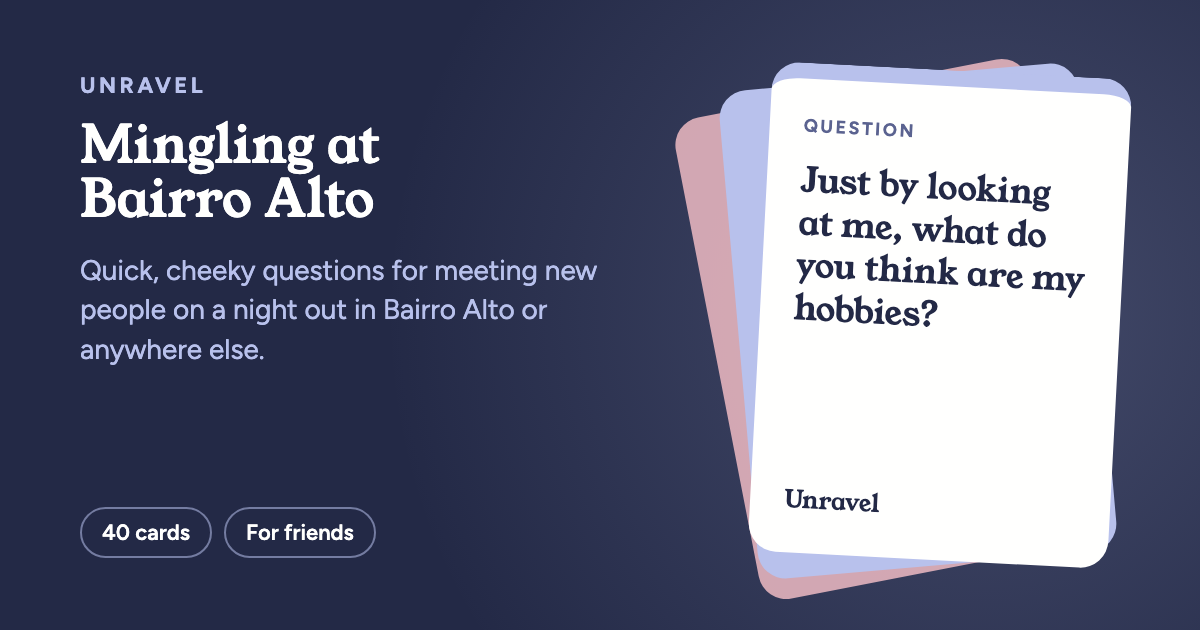 UNRAVEL
Mingling at
Bairro Alto
Quick, cheeky questions for meeting new
people on a night out in Bairro Alto or
anywhere else.
40 cards
For friends
QUESTION
Just by looking
at me, what do
you think are my
hobbies?
Unravel